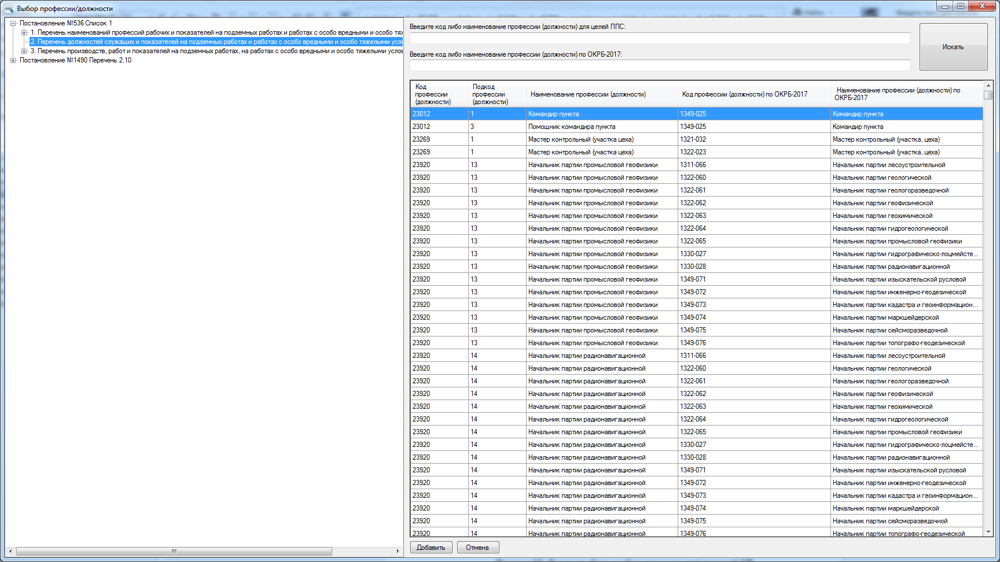 Выбор профессии/должности
Постановление №536 Список 1
1. Перечень наименований профессий рабочих и показателей на подземных работах и работах с особо вредными и особо тяж
2. Перечень должностей служащих и показателей на подземных работах и работах с особо вредными и особо тяжелыми усло
3. Перечень производств, работ и показателей на подземных работах, на работах с особо вредными и особо тяжелыми услов
Постановление №1490 Перечень 2.10
Введите код либо наименование профессии (должности) для целей ППС:
Введите код либо наименование профессии (должности) по ОКРБ-2017:
Искать
Код профессии (должности) Подкод профессии (должности) Наименование профессии (должности) Код профессии (должности) по ОКРБ-2017 Наименование профессии (должности) по ОКРБ-2017
23012 1 Командир пункта 1349-025 Командир пункта
23012 3 Помощник командира пункта 1349-025 Командир пункта
23269 1 Мастер контрольный (участка цеха) 1321-032 Мастер контрольный (участка, цеха)
23269 1 Мастер контрольный (участка цеха) 1322-023 Мастер контрольный (участка, цеха)
23920 13 Начальник партии промысловой геофизики 1311-066 Начальник партии лесоустроительной
23920 13 Начальник партии промысловой геофизики 1322-060 Начальник партии геологической
23920 13 Начальник партии промысловой геофизики 1322-061 Начальник партии геологоразведочной
23920 13 Начальник партии промысловой геофизики 1322-062 Начальник партии геофизической
23920 13 Начальник партии промысловой геофизики 1322-063 Начальник партии геохимической
23920 13 Начальник партии промысловой геофизики 1322-064 Начальник партии гидрогеологической
23920 13 Начальник партии промысловой геофизики 1322-065 Начальник партии промысловой геофизики
23920 13 Начальник партии промысловой геофизики 1330-027 Начальник партии гидрографическо-лоцмейсте...
23920 13 Начальник партии промысловой геофизики 1330-028 Начальник партии радионавигационной
23920 13 Начальник партии промысловой геофизики 1349-071 Начальник партии изыскательской русловой
23920 13 Начальник партии промысловой геофизики 1349-072 Начальник партии инженерно-геодезической
23920 13 Начальник партии промысловой геофизики 1349-073 Начальник партии кадастра и геоинформацион...
23920 13 Начальник партии промысловой геофизики 1349-074 Начальник партии маркшейдерской
23920 13 Начальник партии промысловой геофизики 1349-075 Начальник партии сейсморазведочной
23920 13 Начальник партии промысловой геофизики 1349-076 Начальник партии топографо-геодезической
23920 14 Начальник партии радионавигационной 1311-066 Начальник партии лесоустроительной
23920 14 Начальник партии радионавигационной 1322-060 Начальник партии геологической
23920 14 Начальник партии радионавигационной 1322-061 Начальник партии геологоразведочной
23920 14 Начальник партии радионавигационной 1322-062 Начальник партии геофизической
23920 14 Начальник партии радионавигационной 1322-063 Начальник партии геохимической
23920 14 Начальник партии радионавигационной 1322-064 Начальник партии гидрогеологической
23920 14 Начальник партии радионавигационной 1322-065 Начальник партии промысловой геофизики
23920 14 Начальник партии радионавигационной 1330-027 Начальник партии гидрографическо-лоцмейсте...
23920 14 Начальник партии радионавигационной 1330-028 Начальник партии радионавигационной
23920 14 Начальник партии радионавигационной 1349-071 Начальник партии изыскательской русловой
23920 14 Начальник партии радионавигационной 1349-072 Начальник партии инженерно-геодезической
23920 14 Начальник партии радионавигационной 1349-073 Начальник партии кадастра и геоинформацион...
23920 14 Начальник партии радионавигационной 1349-074 Начальник партии маркшейдерской
23920 14 Начальник партии радионавигационной 1349-075 Начальник партии сейсморазведочной
23920 14 Начальник партии радионавигационной 1349-076 Начальник партии топографо-геодезической
Добавить Отмена